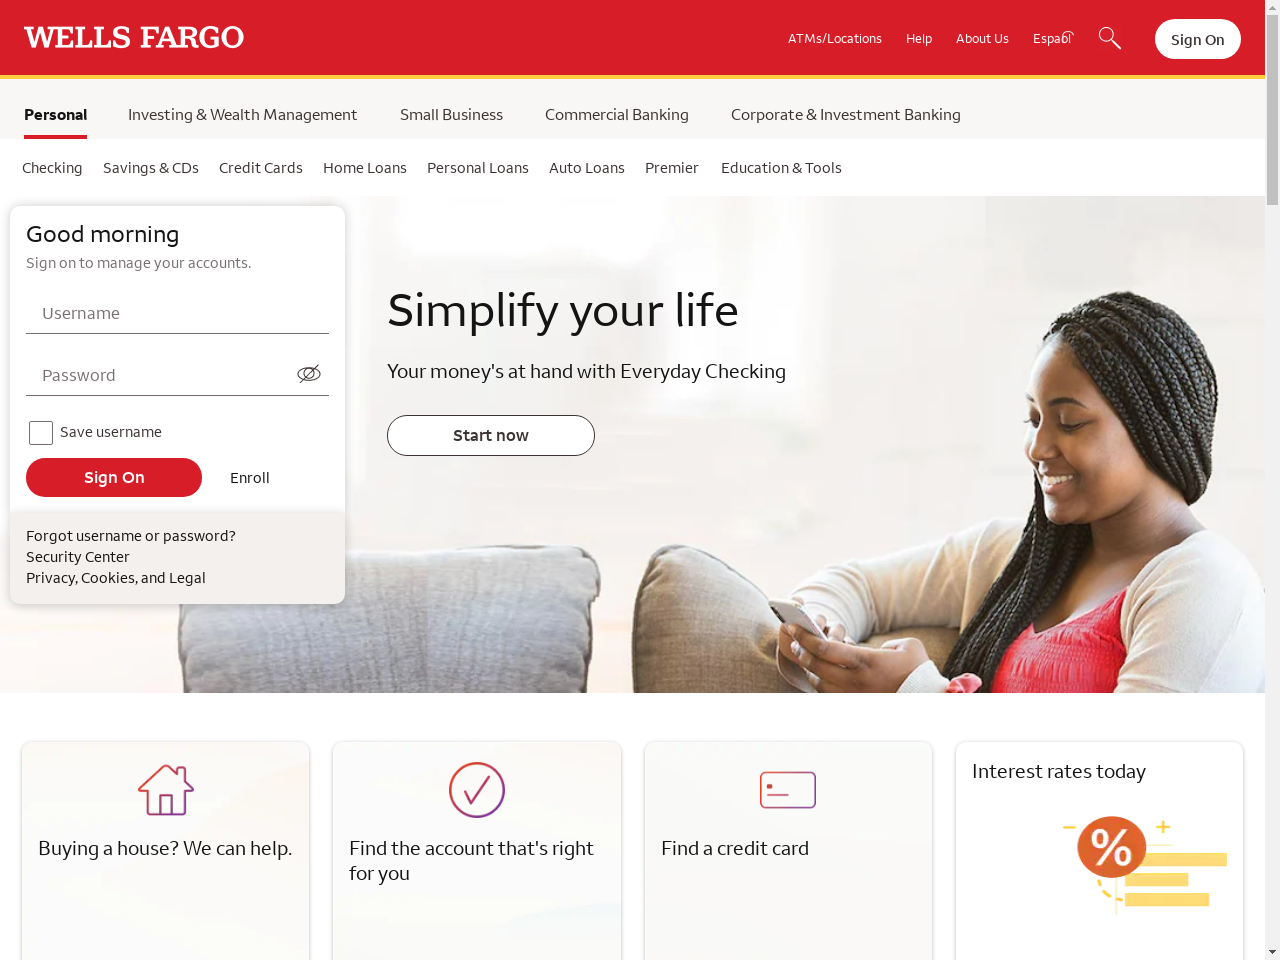 WELLS FARGO
ATMs/Locations
Help
About Us
Español
Sign On
Personal
Investing & Wealth Management
Small Business
Commercial Banking
Corporate & Investment Banking
Checking
Savings & CDs
Credit Cards
Home Loans
Personal Loans
Auto Loans
Premier
Education & Tools
Good morning
Sign on to manage your accounts.
Username
Password
Save username
Sign On
Enroll
Forgot username or password?
Security Center
Privacy, Cookies, and Legal
Simplify your life
Your money's at hand with Everyday Checking
Start now
Buying a house? We can help.
Find the account that's right
for you
Find a credit card
Interest rates today
%